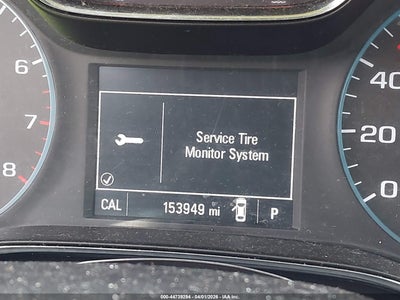 6
7
8
Service Tire
Monitor System
CAL
153949 mi
P
40
20
0
000-44739284 - 04/01/2026 - IAA, Inc.